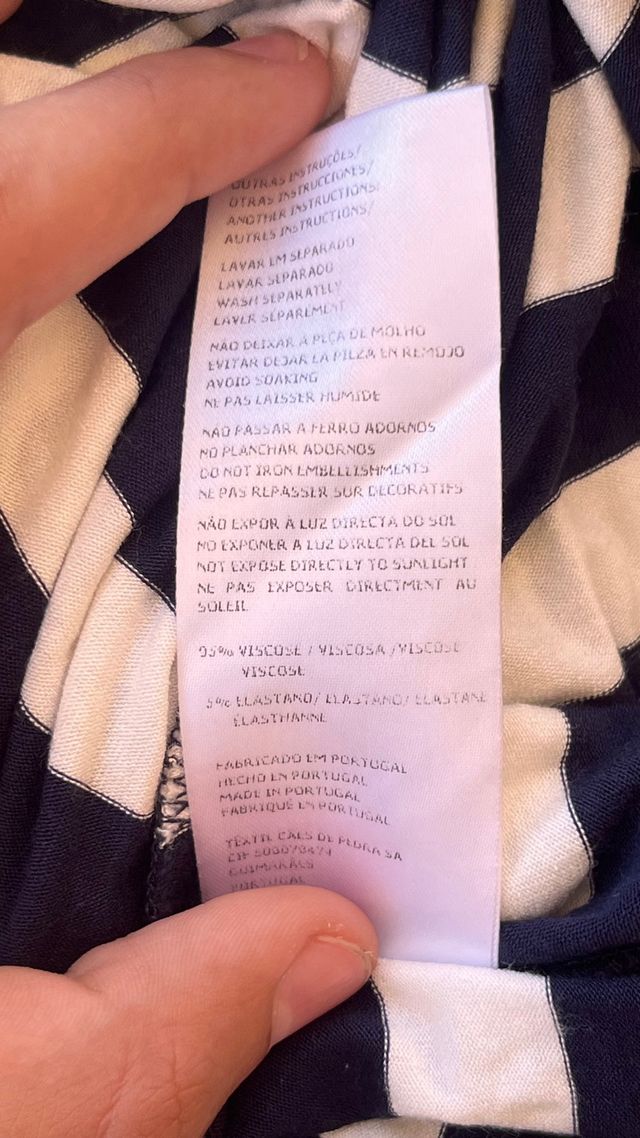 OUTRAS INSTRUÇÕES/
OTRAS INSTRUCCIONES/
ANOTHER INSTRUCTIONS/
AUTRES INSTRUCTIONS/
LAVAR EM SEPARADO
LAVAR SEPARADO
WASH SEPARATELY
LAVER SEPAREMENT
NÃO DEIXAR A PEÇA DE MOLHO
EVITAR DEJAR LA PIEZA EN REMOJO
AVOID SOAKING
NE PAS LAISSER HUMIDE
NÃO PASSAR A FERRO ADORNOS
NO PLANCHAR ADORNOS
DO NOT IRON EMBELLISHMENTS
NE PAS REPASSER SUR DECORATIFS
NÃO EXPOR À LUZ DIRECTA DO SOL
NO EXPONER A LUZ DIRECTA DEL SOL
NOT EXPOSE DIRECTLY TO SUNLIGHT
NE PAS EXPOSER DIRECTMENT AU
SOLEIL
95% VISCOSE / VISCOSA /VISCOSE
VISCOSE
5% ELASTANO/ ELASTANO/ ELASTANE
ÉLASTHANNE
FABRICADO EM PORTUGAL
HECHO EN PORTUGAL
MADE IN PORTUGAL
FABRIQUÉ EN PORTUGAL
TÊXTIL CAES DE PEDRA SA
CIF
GUIMARÃES
PORTUGAL